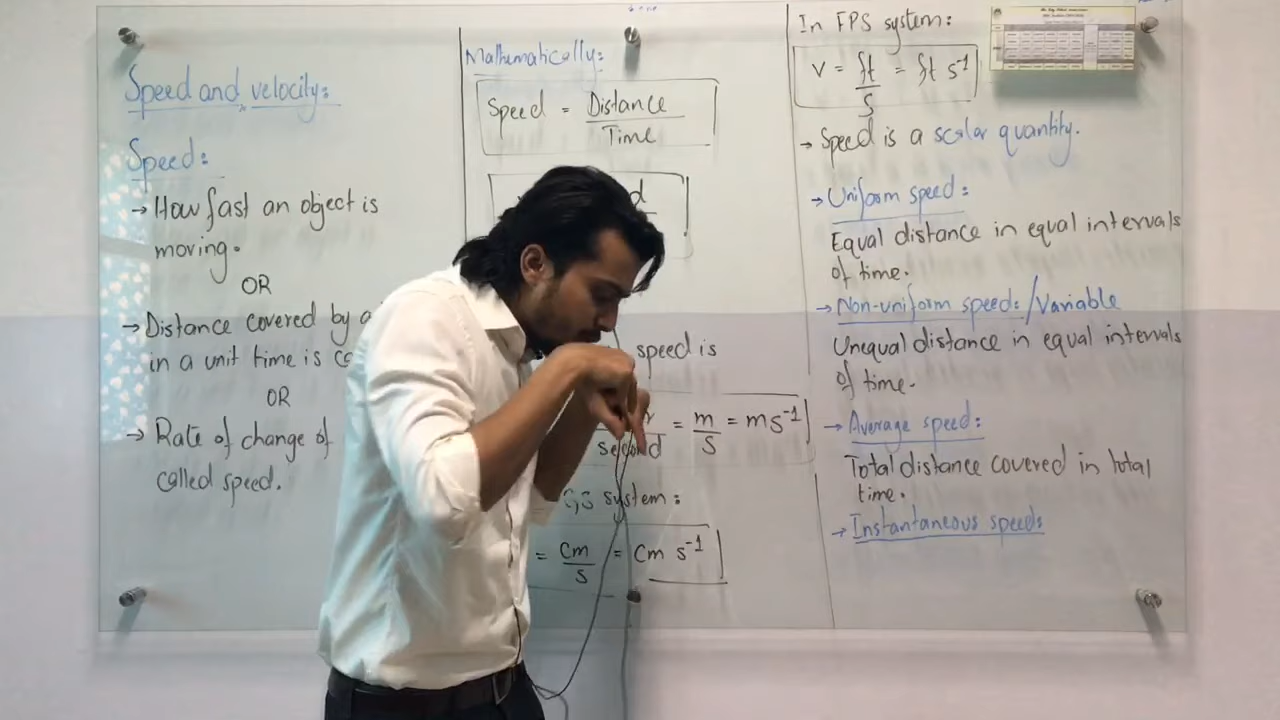 Speed and velocity:
Speed:
→ How fast an object is
moving.
OR
→ Distance covered by a
in a unit time is
OR
→ Rate of change of
called speed.
Mathematically:
Speed = Distance
Time
d
speed is
second = m = ms⁻¹
s
system:
= cm = cm s⁻¹
s
In FPS system:
v = ft = ft s⁻¹
s
→ Speed is a scalar quantity.
→ Uniform speed:
Equal distance in equal intervals
of time.
→ Non-uniform speed:/Variable
Unequal distance in equal intervals
of time.
→ Average speed:
Total distance covered in total
time.
→ Instantaneous speed: